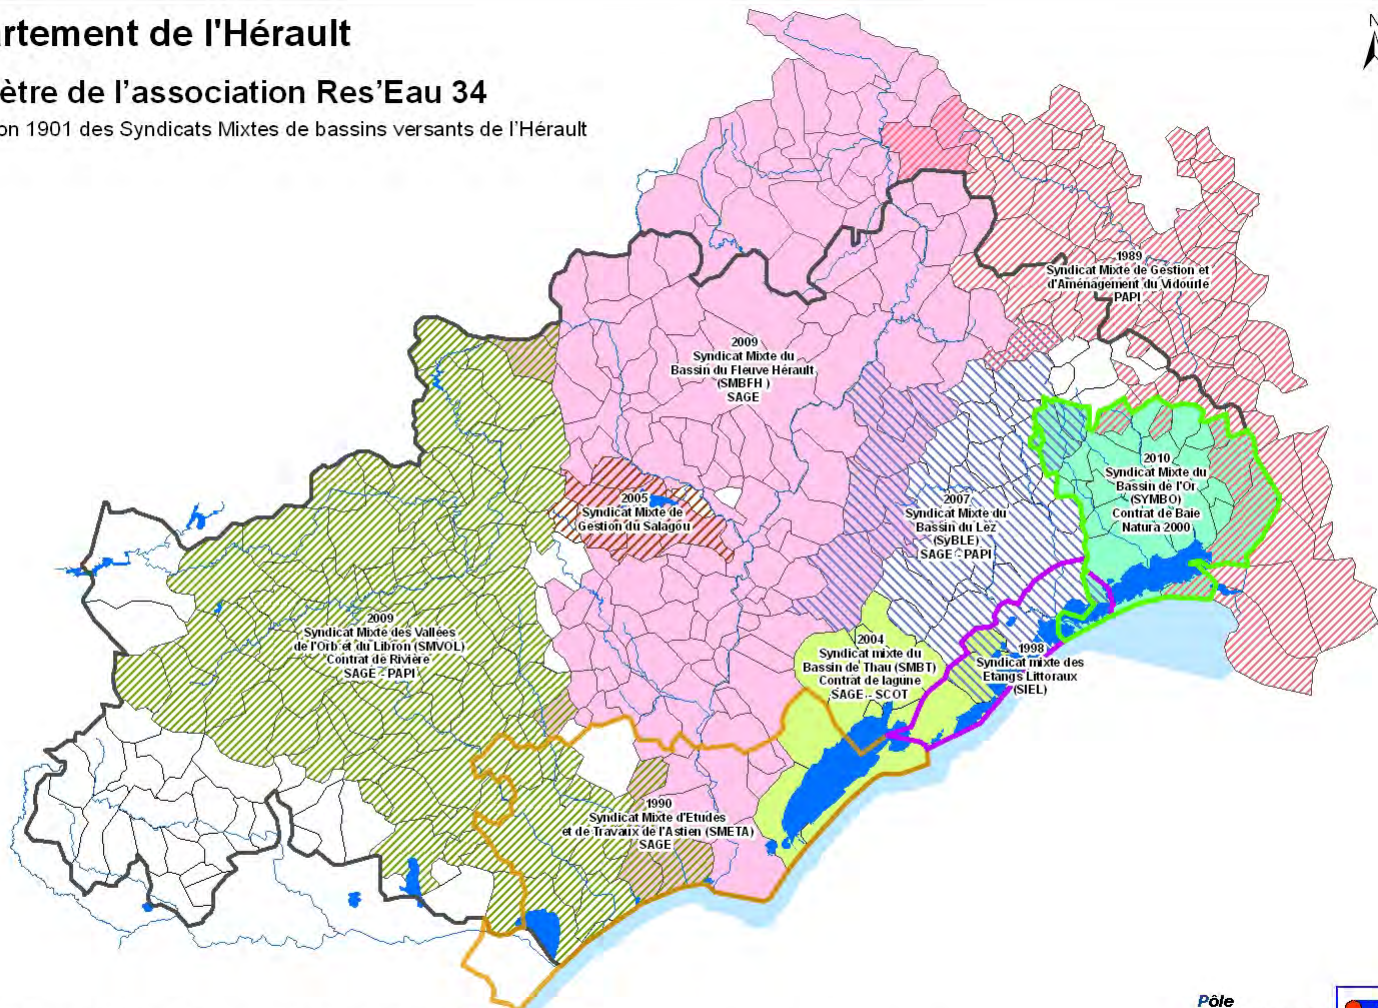 rtement de l'Hérault
ètre de l'association Res'Eau 34
on 1901 des Syndicats Mixtes de bassins versants de l'Hérault
N
1989
Syndicat Mixte de Gestion et
d'Aménagement du Vidourle
PAPI
2009
Syndicat Mixte du
Bassin du Fleuve Hérault
(SMBFH )
SAGE
2010
Syndicat Mixte du
Bassin de l'Or
(SYMBO)
Contrat de Baie
Natura 2000
2005
Syndicat Mixte de
Gestion du Salagou
2007
Syndicat Mixte du
Bassin du Lez
(SyBLE)
SAGE - PAPI
2009
Syndicat Mixte des Vallées
de l'Orb et du Libron (SMVOL)
Contrat de Rivière
SAGE - PAPI
2004
Syndicat mixte du
Bassin de Thau (SMBT)
Contrat de lagune
SAGE - SCOT
1998
Syndicat mixte des
Etangs Littoraux
(SIEL)
1990
Syndicat Mixte d'Etudes
et de Travaux de l'Astien (SMETA)
SAGE
Pôle